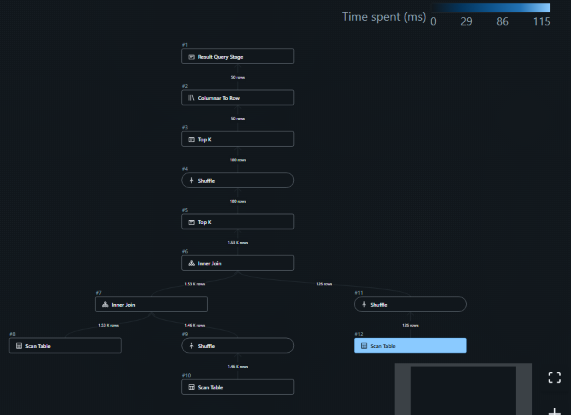 Time spent (ms)
0 29 86 115
#1
Result Query Stage
50 rows
#2
Columnar To Row
50 rows
#3
Top K
100 rows
#4
Shuffle
100 rows
#5
Top K
1.53 K rows
#6
Inner Join
1.53 K rows
126 rows
#7
Inner Join
#11
Shuffle
1.53 K rows
1.46 K rows
126 rows
#8
Scan Table
#9
Shuffle
#12
Scan Table
1.46 K rows
#10
Scan Table